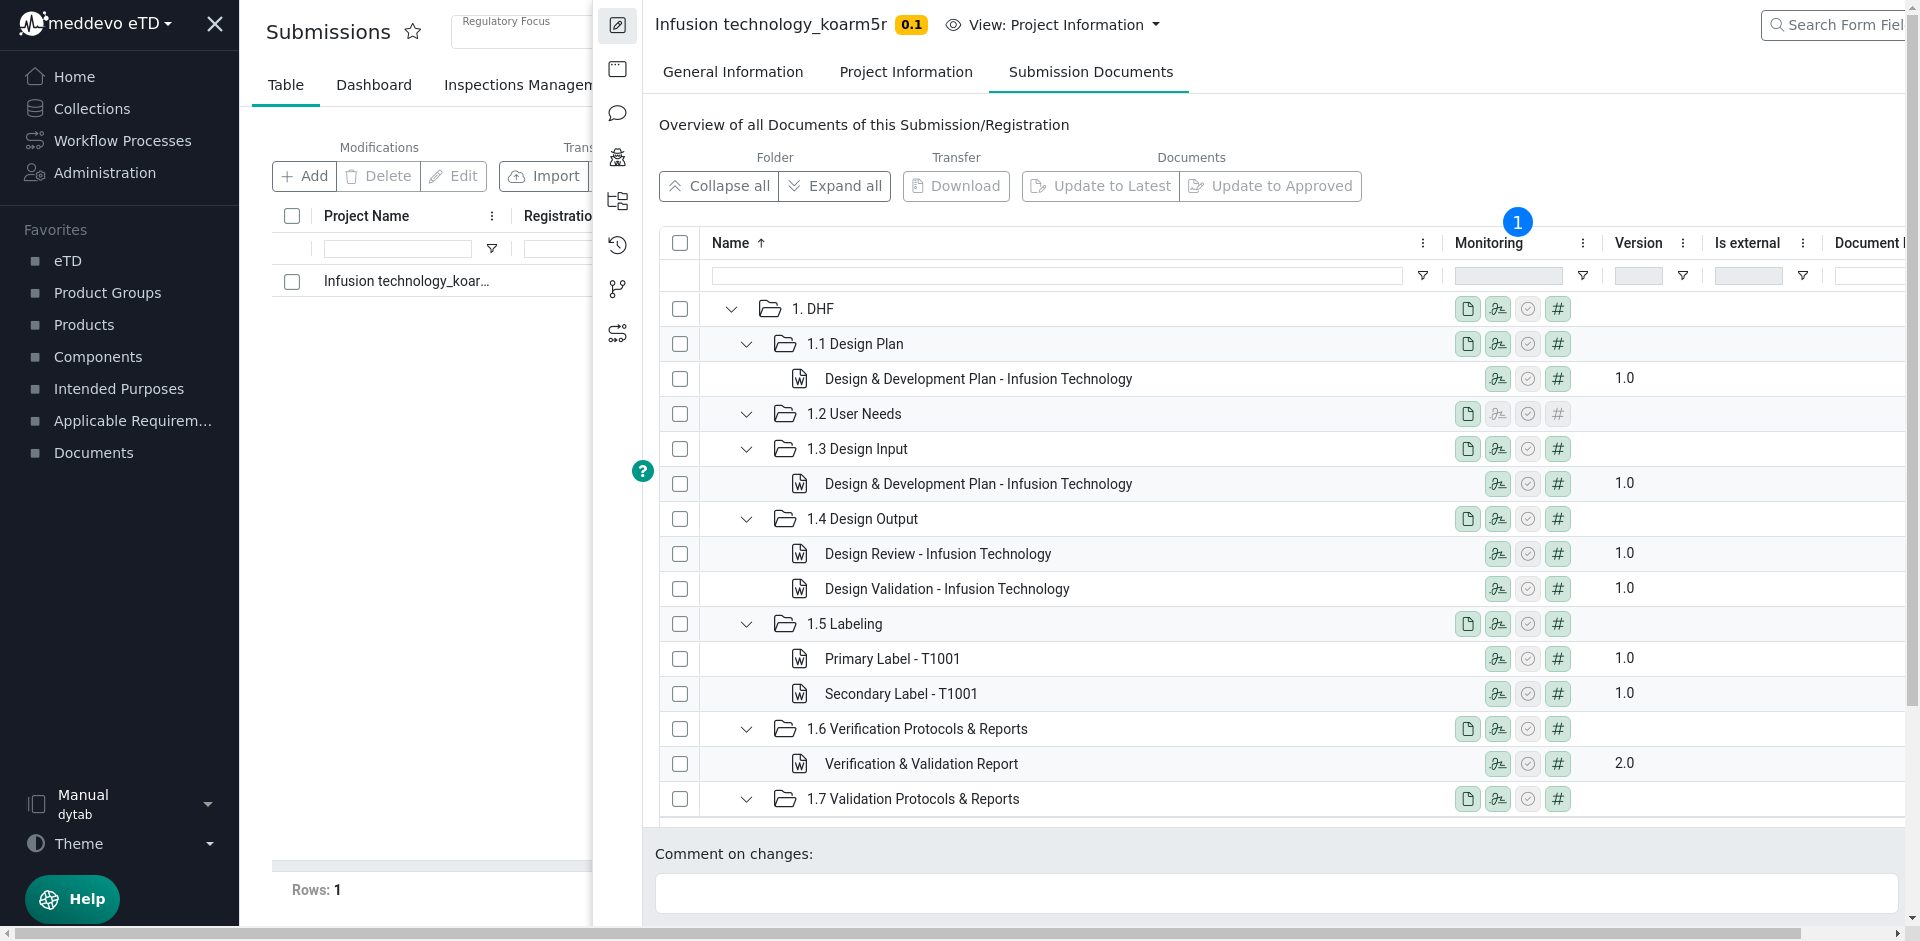 meddevo eTD
Home
Collections
Workflow Processes
Administration
Favorites
eTD
Product Groups
Products
Components
Intended Purposes
Applicable Requirem...
Documents
Manual
dytab
Theme
Help
Submissions
Regulatory Focus
Table Dashboard Inspections Managem
Modifications Trans
Add Delete Edit Import
Project Name Registratio
Infusion technology_koar...
Rows: 1
?
Infusion technology_koarm5r 0.1 View: Project Information Search Form Fiel
General Information Project Information Submission Documents
Overview of all Documents of this Submission/Registration
Folder Transfer Documents
Collapse all Expand all Download Update to Latest Update to Approved
1
Name Monitoring Version Is external Document
1. DHF
1.1 Design Plan
Design & Development Plan - Infusion Technology 1.0
1.2 User Needs
1.3 Design Input
Design & Development Plan - Infusion Technology 1.0
1.4 Design Output
Design Review - Infusion Technology 1.0
Design Validation - Infusion Technology 1.0
1.5 Labeling
Primary Label - T1001 1.0
Secondary Label - T1001 1.0
1.6 Verification Protocols & Reports
Verification & Validation Report 2.0
1.7 Validation Protocols & Reports
Comment on changes: